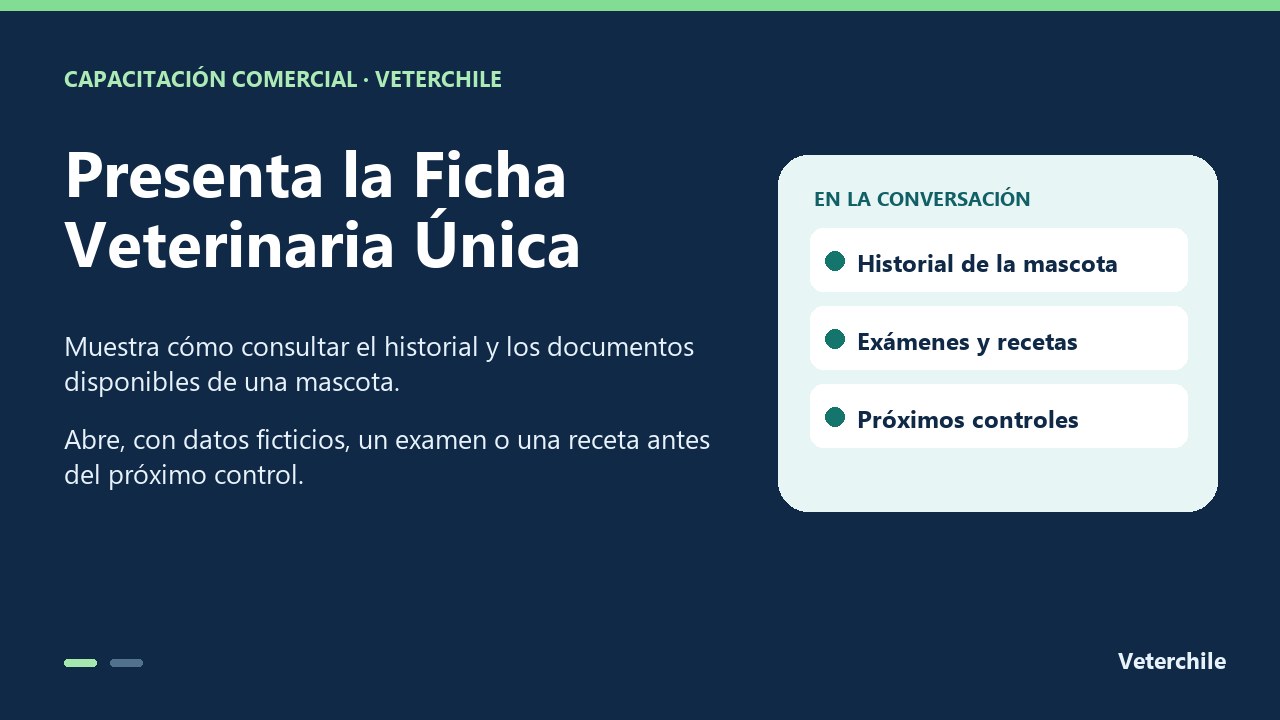 CAPACITACIÓN COMERCIAL · VETERCHILE
Presenta la Ficha
Veterinaria Única
Muestra cómo consultar el historial y los documentos
disponibles de una mascota.
Abre, con datos ficticios, un examen o una receta antes
del próximo control.
EN LA CONVERSACIÓN
Historial de la mascota
Exámenes y recetas
Próximos controles
Veterchile